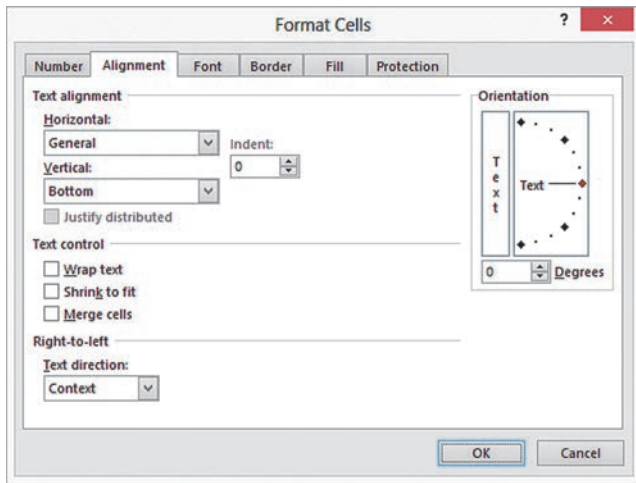 Format Cells
?
×
Number Alignment Font Border Fill Protection
Text alignment
Horizontal:
General
Indent:
Vertical:
0
Bottom
Justify distributed
Text control
Wrap text
Shrink to fit
Merge cells
Right-to-left
Text direction:
Context
Orientation
Text
Text
0 Degrees
OK Cancel